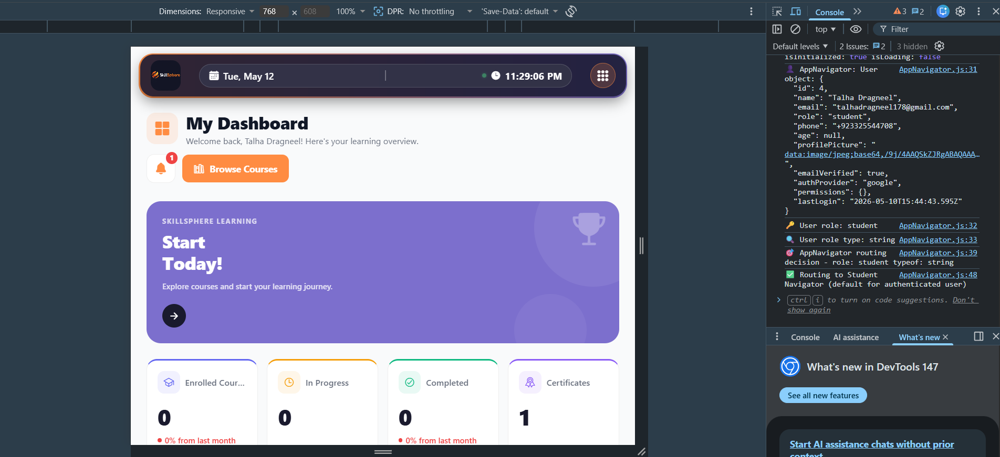 Dimensions: Responsive 768 × 608 100% DPR: No throttling 'Save-Data': default
Console 3 2
top Filter
Default levels 2 Issues: 2 3 hidden
isInitialized: true isLoading: false
👤 AppNavigator: User AppNavigator.js:31
object: {
"id": 4,
"name": "Talha Dragneel",
"email": "talhadragneel178@gmail.com",
"role": "student",
"phone": "+923325544708",
"age": null,
"profilePicture": "
data:image/jpeg;base64,/9j/4AAQSkZJRgABAQAAA…
",
"emailVerified": true,
"authProvider": "google",
"permissions": {},
"lastLogin": "2026-05-10T15:44:43.595Z"
}
🔑 User role: student AppNavigator.js:32
🔍 User role type: string AppNavigator.js:33
🎯 AppNavigator routing AppNavigator.js:39
decision - role: student typeof: string
✅ Routing to Student AppNavigator.js:48
Navigator (default for authenticated user)
ctrl i to turn on code suggestions. Don't
show again
Console AI assistance What's new
What's new in DevTools 147
See all new features
Start AI assistance chats without prior
context
SkillSphere
Tue, May 12
11:29:06 PM
My Dashboard
Welcome back, Talha Dragneel! Here's your learning overview.
1
Browse Courses
SKILLSPHERE LEARNING
Start
Today!
Explore courses and start your learning journey.
Enrolled Cour...
0
0% from last month
In Progress
0
Completed
0
0% from last month
Certificates
1